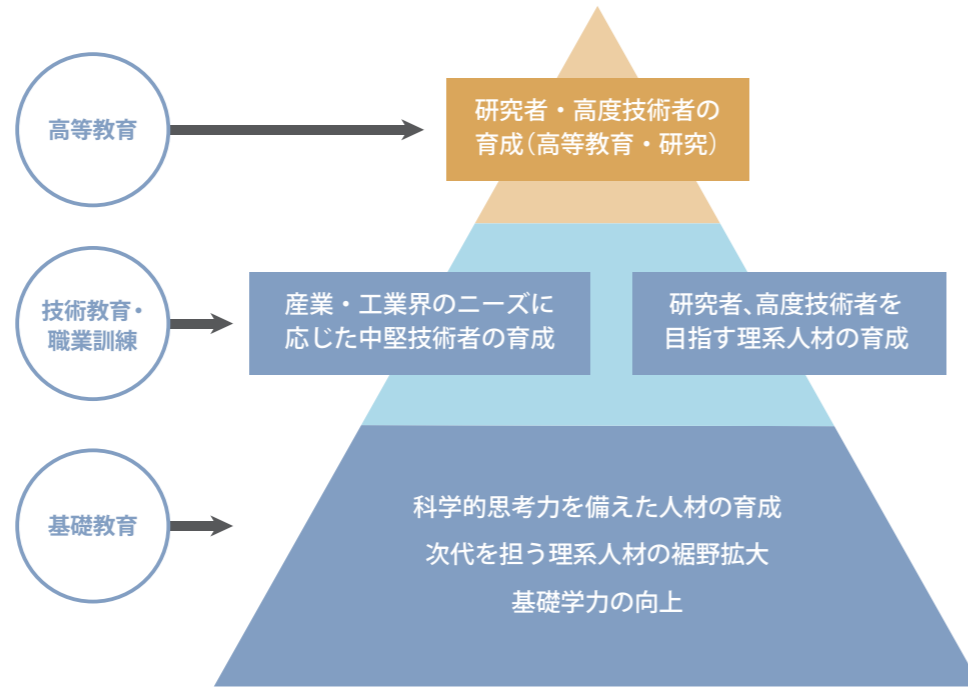 高等教育
研究者・高度技術者の
育成（高等教育・研究）
技術教育・
職業訓練
産業・工業界のニーズに
応じた中堅技術者の育成
研究者、高度技術者を
目指す理系人材の育成
基礎教育
科学的思考力を備えた人材の育成
次代を担う理系人材の裾野拡大
基礎学力の向上